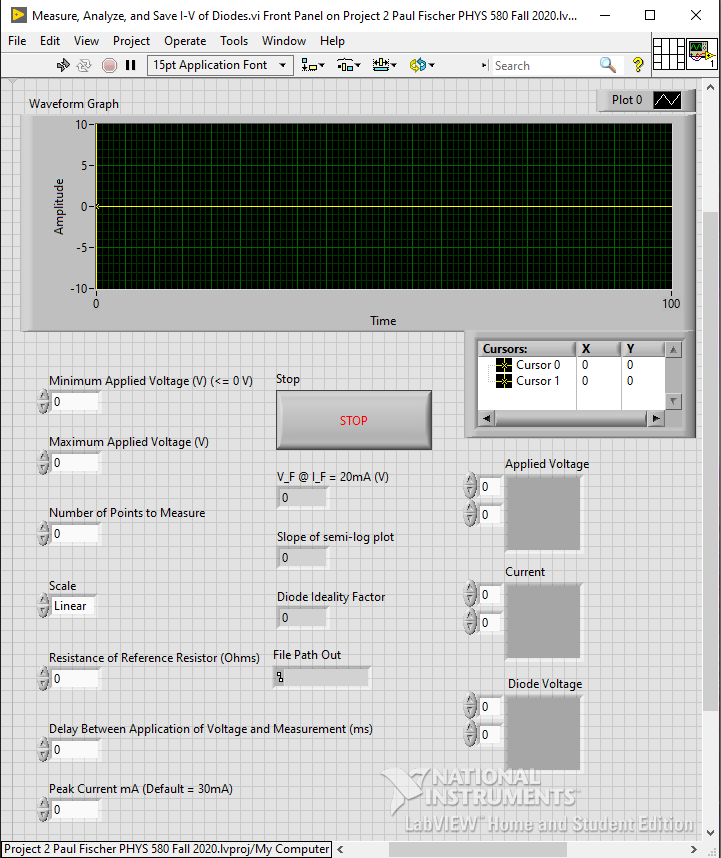 Measure, Analyze, and Save I-V of Diodes.vi Front Panel on Project 2 Paul Fischer PHYS 580 Fall 2020.lv...
File Edit View Project Operate Tools Window Help
15pt Application Font
Search
?
1
Waveform Graph
Plot 0
10
5
0
-5
-10
Amplitude
0
100
Time
Cursors: X Y
Cursor 0 0 0
Cursor 1 0 0
Minimum Applied Voltage (V) (<= 0 V)
0
Stop
STOP
Maximum Applied Voltage (V)
0
V_F @ I_F = 20mA (V)
0
Applied Voltage
0
0
Number of Points to Measure
0
Slope of semi-log plot
0
Current
0
0
Scale
Linear
Diode Ideality Factor
0
Resistance of Reference Resistor (Ohms)
0
File Path Out
Diode Voltage
0
0
Delay Between Application of Voltage and Measurement (ms)
0
Peak Current mA (Default = 30mA)
0
NATIONAL
INSTRUMENTS™
LabVIEW™ Home and Student Edition
Project 2 Paul Fischer PHYS 580 Fall 2020.lvproj/My Computer